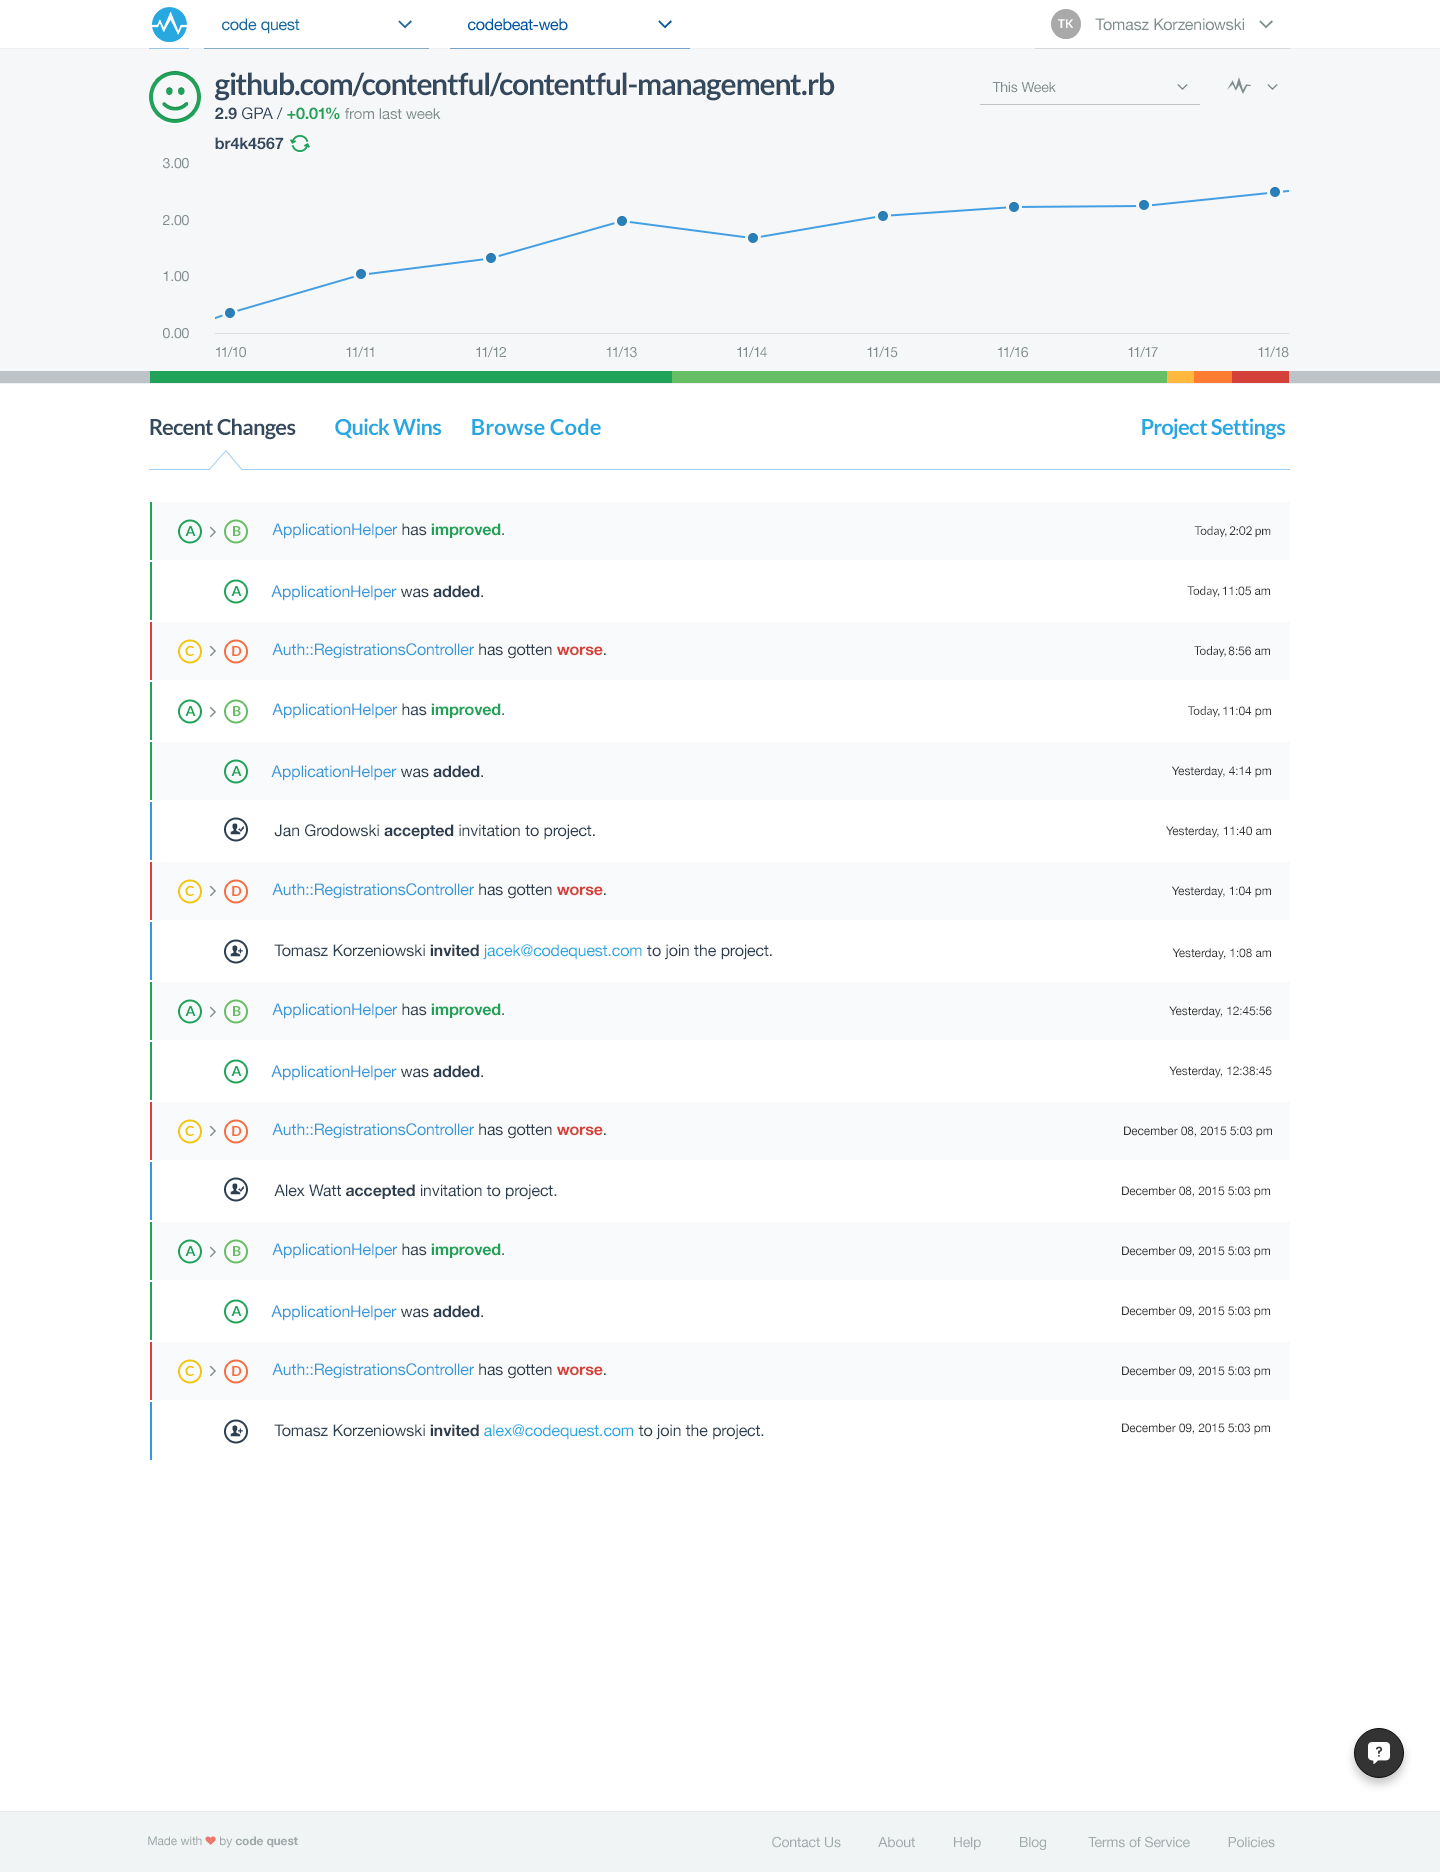 code quest
codebeat-web
TK
Tomasz Korzeniowski
github.com/contentful/contentful-management.rb
This Week
2.9 GPA / +0.01% from last week
br4k4567
3.00
2.00
1.00
0.00
11/10 11/11 11/12 11/13 11/14 11/15 11/16 11/17 11/18
Recent Changes Quick Wins Browse Code Project Settings
A > B ApplicationHelper has improved. Today, 2:02 pm
A ApplicationHelper was added. Today, 11:05 am
C > D Auth::RegistrationsController has gotten worse. Today, 8:56 am
A > B ApplicationHelper has improved. Today, 11:04 pm
A ApplicationHelper was added. Yesterday, 4:14 pm
Jan Grodowski accepted invitation to project. Yesterday, 11:40 am
C > D Auth::RegistrationsController has gotten worse. Yesterday, 1:04 pm
Tomasz Korzeniowski invited jacek@codequest.com to join the project. Yesterday, 1:08 am
A > B ApplicationHelper has improved. Yesterday, 12:45:56
A ApplicationHelper was added. Yesterday, 12:38:45
C > D Auth::RegistrationsController has gotten worse. December 08, 2015 5:03 pm
Alex Watt accepted invitation to project. December 08, 2015 5:03 pm
A > B ApplicationHelper has improved. December 09, 2015 5:03 pm
A ApplicationHelper was added. December 09, 2015 5:03 pm
C > D Auth::RegistrationsController has gotten worse. December 09, 2015 5:03 pm
Tomasz Korzeniowski invited alex@codequest.com to join the project. December 09, 2015 5:03 pm
?
Made with ♥ by code quest
Contact Us About Help Blog Terms of Service Policies